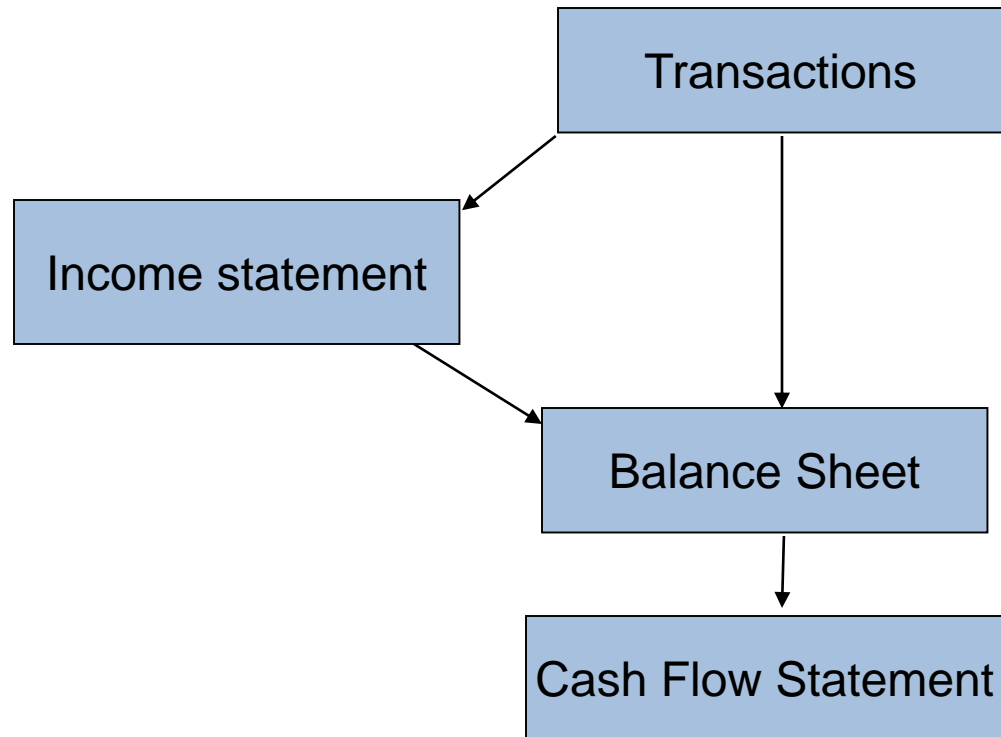 Transactions
Income statement
Balance Sheet
Cash Flow Statement